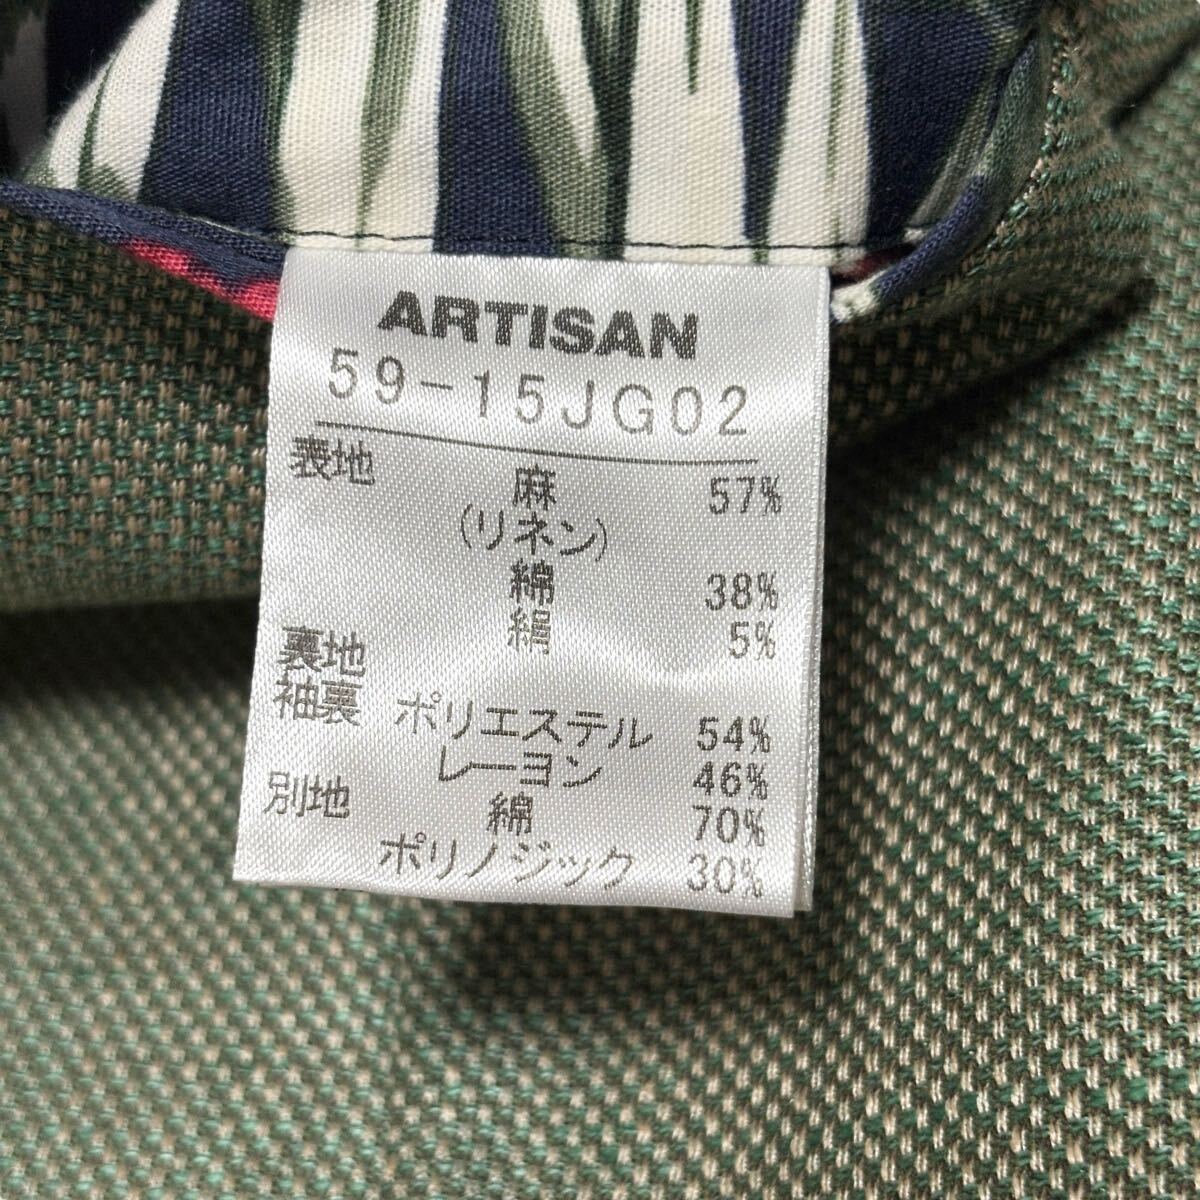 ARTISAN
59-15JG02
表地 麻 57%
(リネン)
綿 38%
絹 5%
裏地
袖裏 ポリエステル 54%
レーヨン 46%
別地 綿 70%
ポリノジック 30%